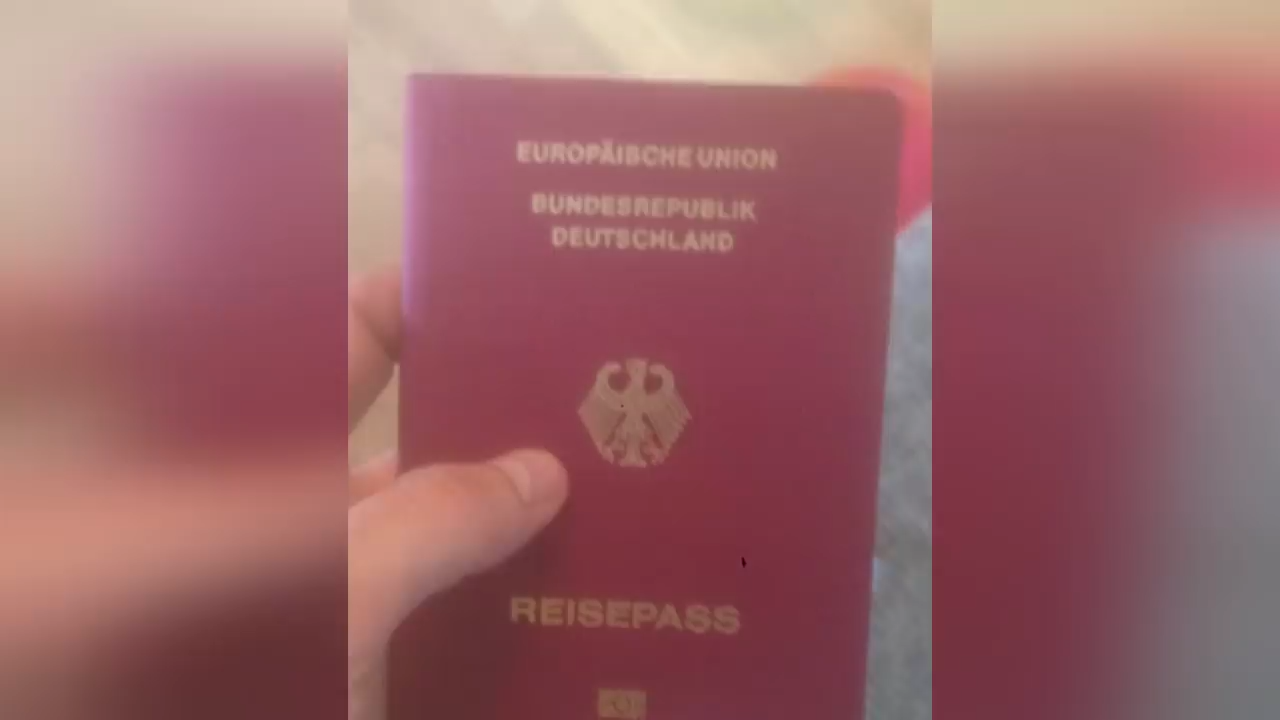 EUROPÄISCHE UNION
BUNDESREPUBLIK
DEUTSCHLAND
REISEPASS